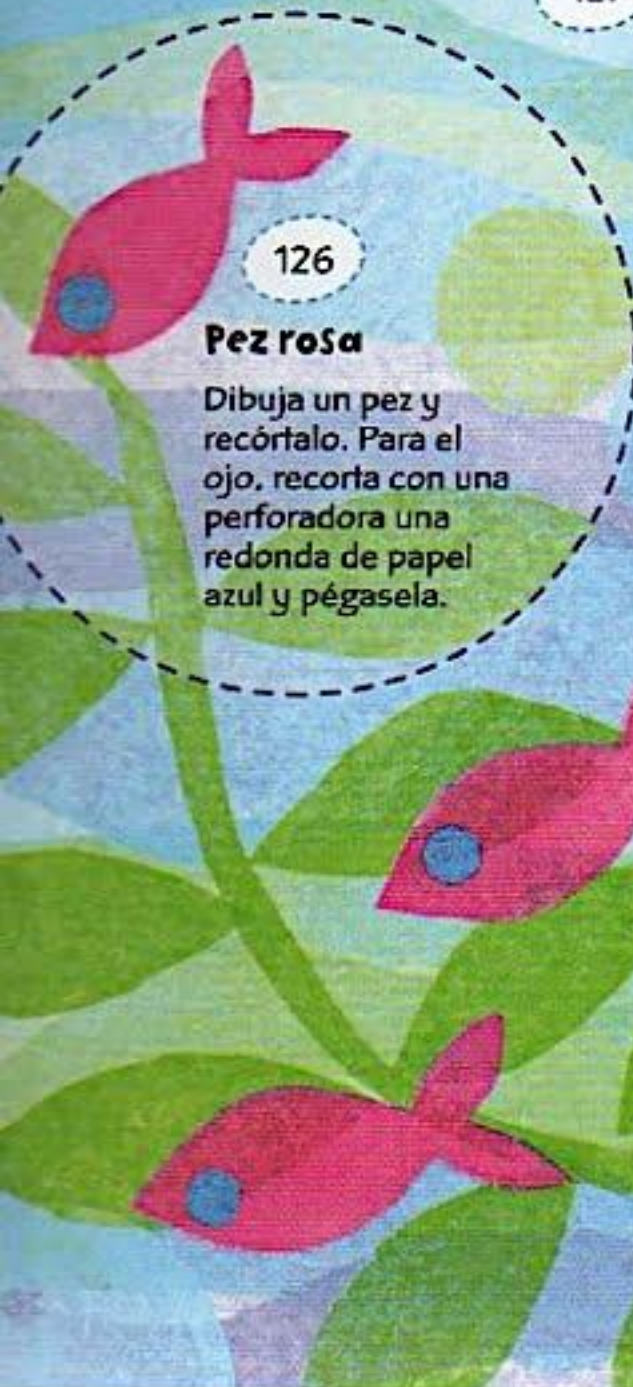 126
Pez rosa
Dibuja un pez y
recórtalo. Para el
ojo, recorta con una
perforadora una
redonda de papel
azul y pégasela.